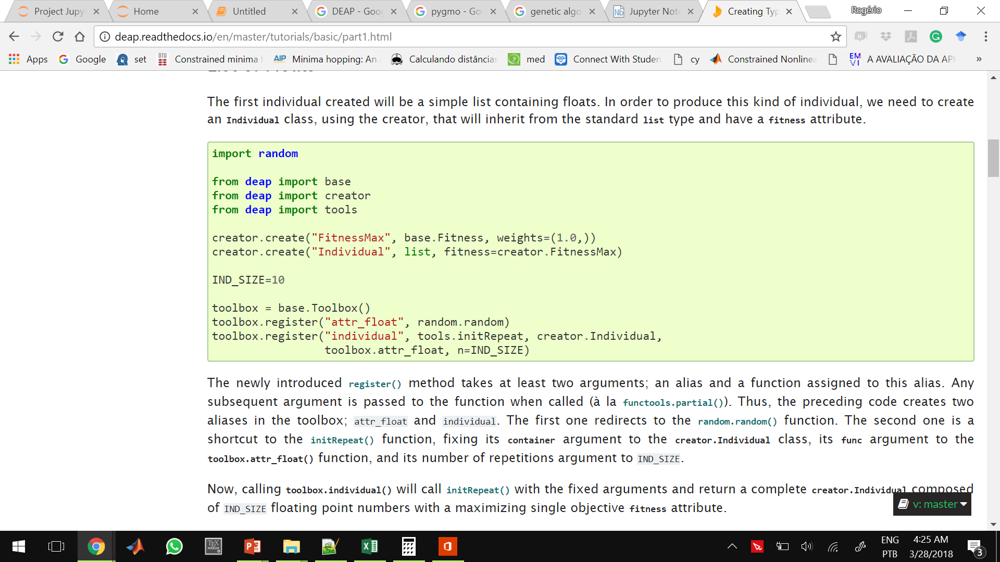 Project Jupy
Home
Untitled
DEAP - Goo
pygmo - Go
genetic algo
Jupyter Note
Creating Typ
Rogério
deap.readthedocs.io/en/master/tutorials/basic/part1.html
Apps
Google
set
DTU
Constrained minima
AIP
Minima hopping: An
Calculando distâncias
med
Connect With Studen
cy
Constrained Nonlinea
EM
VI
A AVALIAÇÃO DA APR
»
The first individual created will be a simple list containing floats. In order to produce this kind of individual, we need to create
an Individual class, using the creator, that will inherit from the standard list type and have a fitness attribute.
import random
from deap import base
from deap import creator
from deap import tools
creator.create("FitnessMax", base.Fitness, weights=(1.0,))
creator.create("Individual", list, fitness=creator.FitnessMax)
IND_SIZE=10
toolbox = base.Toolbox()
toolbox.register("attr_float", random.random)
toolbox.register("individual", tools.initRepeat, creator.Individual,
                 toolbox.attr_float, n=IND_SIZE)
The newly introduced register() method takes at least two arguments; an alias and a function assigned to this alias. Any
subsequent argument is passed to the function when called (à la functools.partial()). Thus, the preceding code creates two
aliases in the toolbox; attr_float and individual. The first one redirects to the random.random() function. The second one is a
shortcut to the initRepeat() function, fixing its container argument to the creator.Individual class, its func argument to the
toolbox.attr_float() function, and its number of repetitions argument to IND_SIZE.
Now, calling toolbox.individual() will call initRepeat() with the fixed arguments and return a complete creator.Individual composed
of IND_SIZE floating point numbers with a maximizing single objective fitness attribute.
v: master
TEX
MAKER
ENG
PTB
4:25 AM
3/28/2018
3